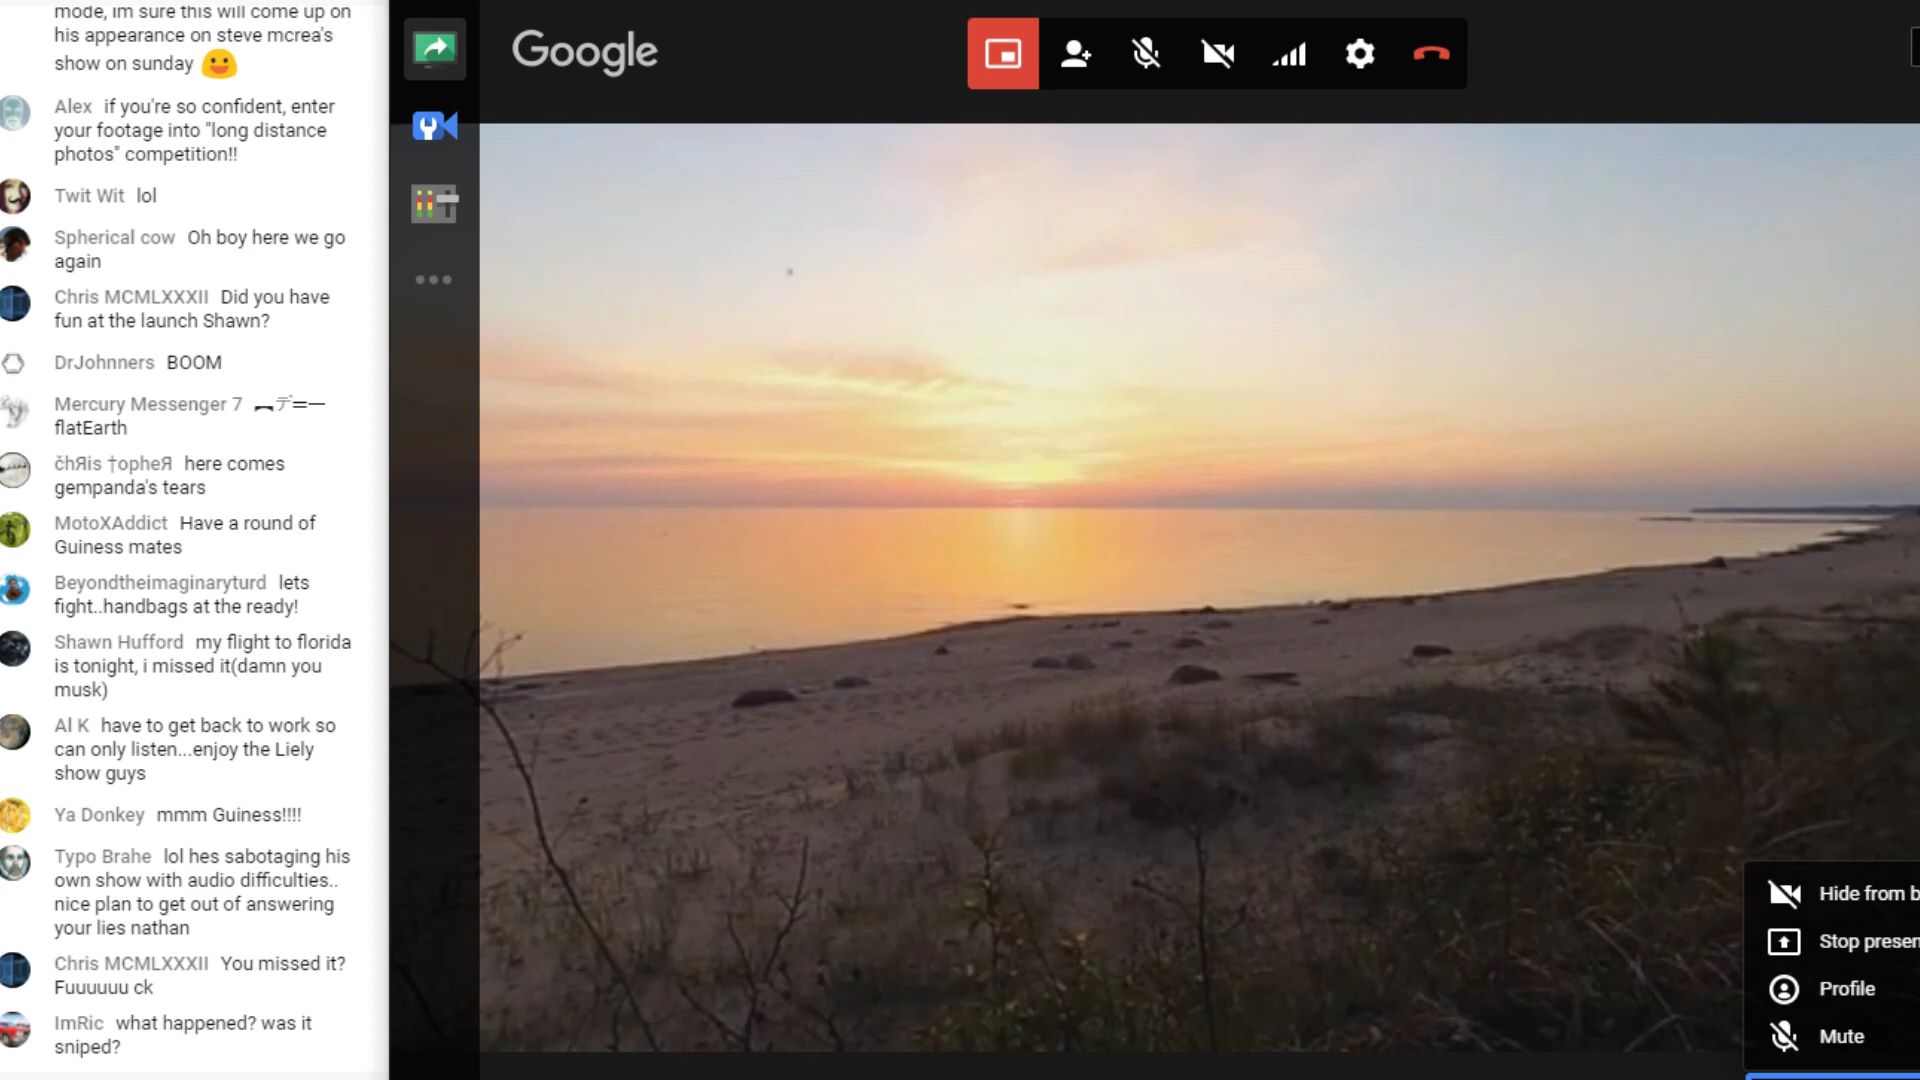 mode, im sure this will come up on
his appearance on steve mcrea's
show on sunday
Alex if you're so confident, enter
your footage into "long distance
photos" competition!!
Twit Wit lol
Spherical cow Oh boy here we go
again
Chris MCMLXXXII Did you have
fun at the launch Shawn?
DrJohnners BOOM
Mercury Messenger 7 ︻デ═一
flatEarth
čhЯis †opheЯ here comes
gempanda's tears
MotoXAddict Have a round of
Guiness mates
Beyondtheimaginaryturd lets
fight..handbags at the ready!
Shawn Hufford my flight to florida
is tonight, i missed it(damn you
musk)
Al K have to get back to work so
can only listen...enjoy the Liely
show guys
Ya Donkey mmm Guiness!!!!
Typo Brahe lol hes sabotaging his
own show with audio difficulties..
nice plan to get out of answering
your lies nathan
Chris MCMLXXXII You missed it?
Fuuuuuu ck
ImRic what happened? was it
sniped?
Google
Hide from b
Stop presen
Profile
Mute